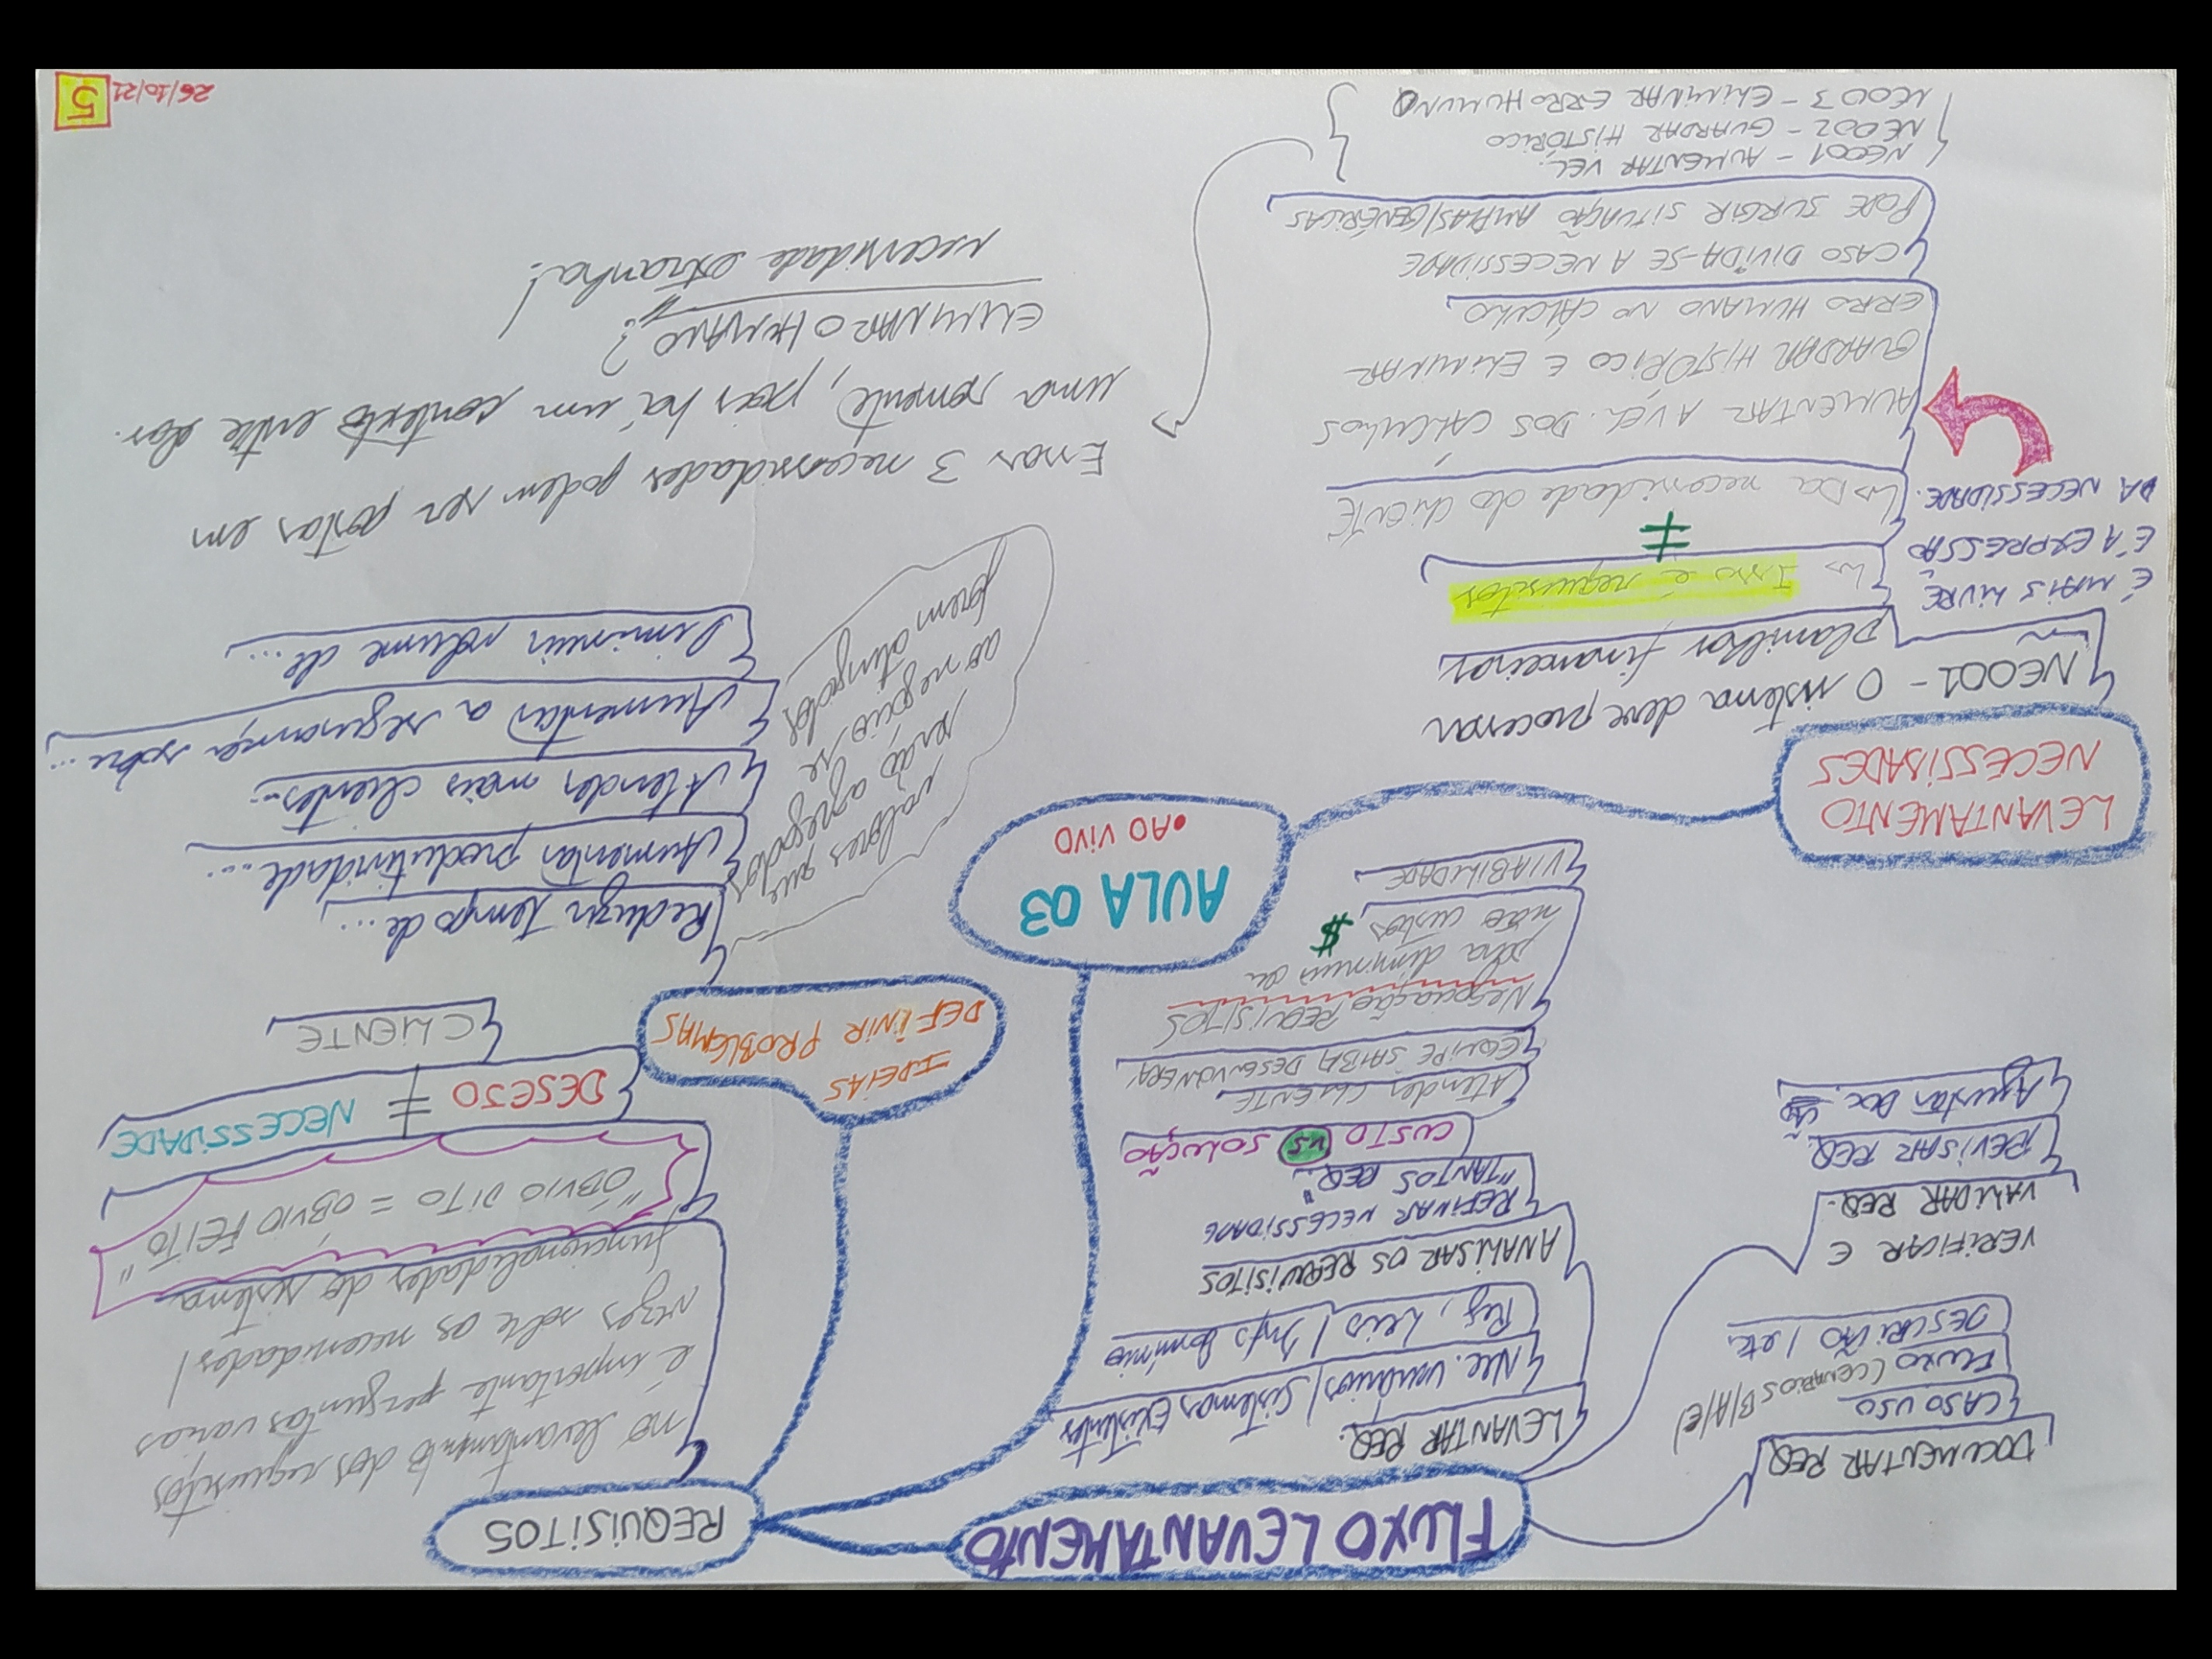 FLUXO LEVANTAMENTO
DOCUMENTAR REQ
CASO USO
FLUXO (CENÁRIOS B/A/E)
DESCRIÇÃO / etc.
VERIFICAR E
VALIDAR REQ.
REVISAR REQ.
Ajustar Doc. ção
LEVANTAR REQ.
Nec. usuários / Sistemas Existentes
Reg, Leis / Info Domínio
ANALISAR OS REQUISITOS
REFINAR NECESSIDADE
"TANTOS REQ."
CUSTO VS SOLUÇÃO
Atender CLIENTE
EQUIPE SAIBA DESENVOLVERA
Negociação REQUISITOS
para diminuir ou
não custos $
VIABILIDADE
REQUISITOS
no levantamento dos requisitos
é importante perguntas várias
vezes sobre as necessidades /
funcionalidades do sistema
"ÓBVIO DITO = ÓBVIO FEITO"
DESEJO ≠ NECESSIDADE
CLIENTE
IDEIAS
DEFINIR PROBLEMAS
Reduzir tempo de...
Aumentar produtividade....
Atender mais clientes...
Aumentar a segurança sobre...
Diminuir volume de...
valores que
serão agregados
ao negócio se
forem atingidos
AULA 03
•AO VIVO
LEVANTAMENTO
NECESSISADES
NE001 - O sistema deve processar
planilhas financeiras
↳ Isso é requisitos
≠
↳ Da necessidade do CLIENTE
É MAIS LIVRE
E A EXPRESSÃO
DA NECESSIDADE.
AUMENTAR A VEL. DOS CÁLCULOS
GUARDAR HISTÓRICO E ELIMINAR
ERRO HUMANO NO CÁLCULO
CASO DIVIDA-SE A NECESSIDADE
PODE SURGIR SITUAÇÃO AMPLAS/GENÉRICAS
NE001 - AUMENTAR VEL.
NE002 - GUARDAR HISTÓRICO
NE003 - ELIMINAR ERRO HUMUNO
Essas 3 necessidades podem ser postas em
uma somente, pois há um contexto entre elas.
ELIMINAR O HUMANO?
necessidade estranha!
26/10/21 5